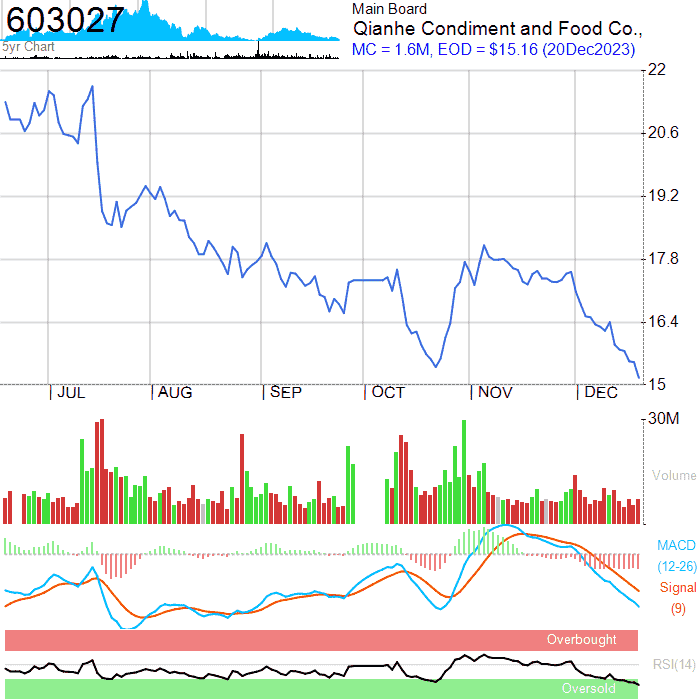 603027
5yr Chart
Main Board
Qianhe Condiment and Food Co.,
MC = 1.6M, EOD = $15.16 (20Dec2023)
22
20.6
19.2
17.8
16.4
15
JUL
AUG
SEP
OCT
NOV
DEC
30M
Volume
MACD
(12-26)
Signal
(9)
Overbought
RSI(14)
Oversold